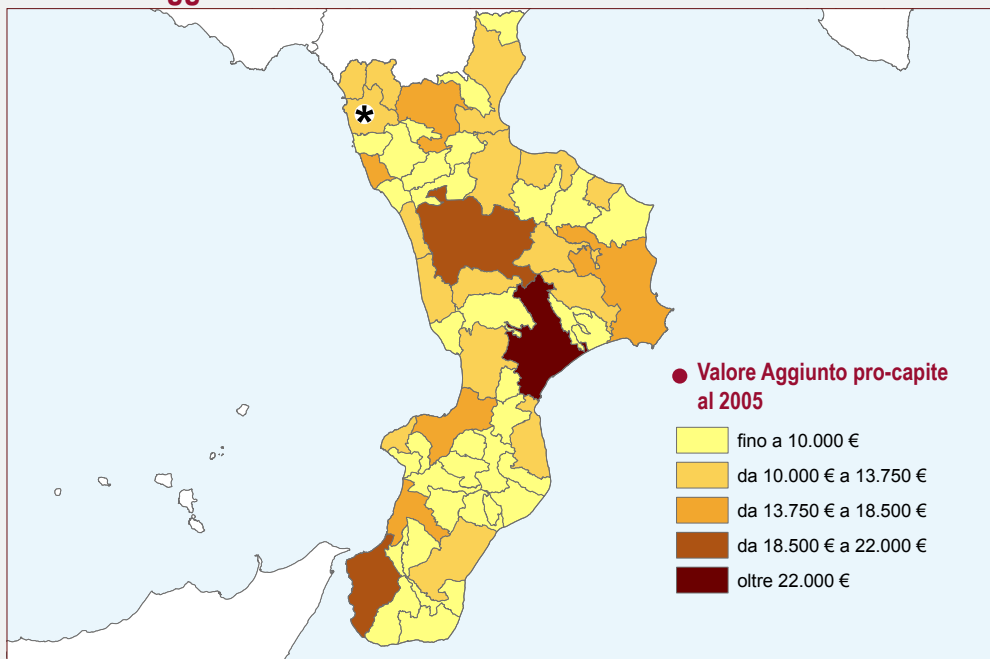 ● Valore Aggiunto pro-capite
al 2005
fino a 10.000 €
da 10.000 € a 13.750 €
da 13.750 € a 18.500 €
da 18.500 € a 22.000 €
oltre 22.000 €
*